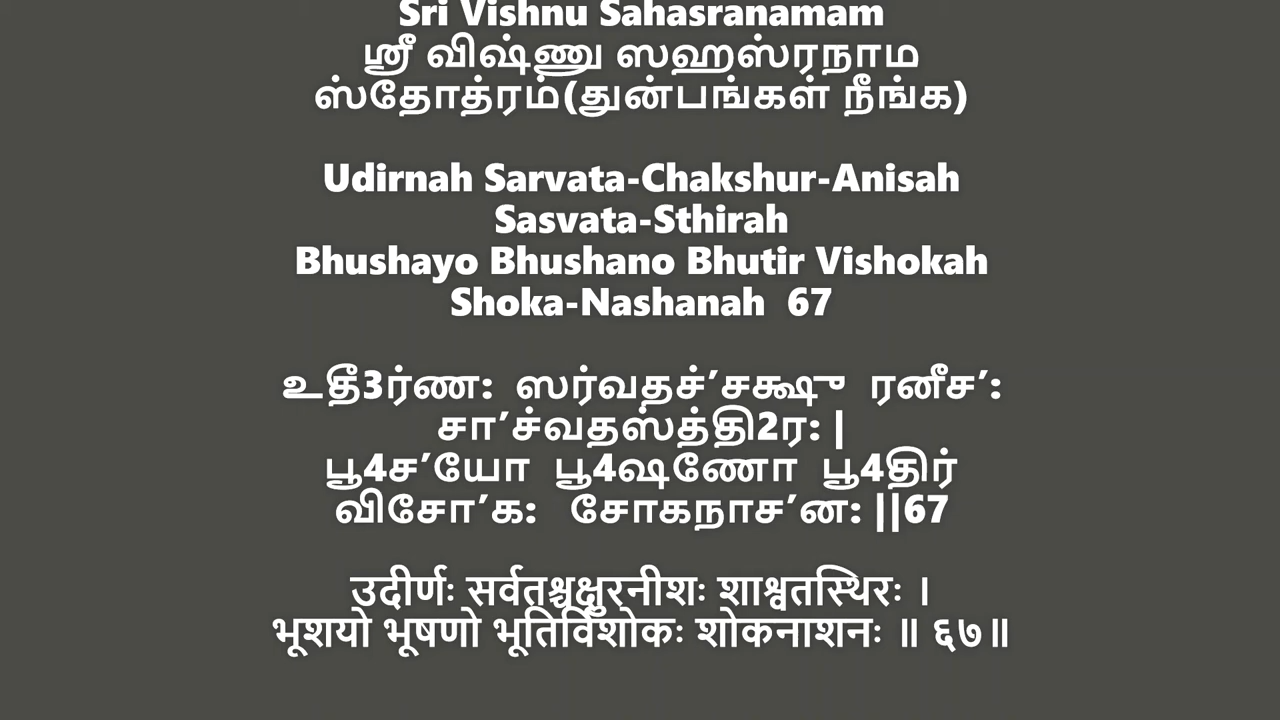 Sri Vishnu Sahasranamam
ஸ்ரீ விஷ்ணு ஸஹஸ்ரநாம
ஸ்தோத்ரம்(துன்பங்கள் நீங்க)
Udirnah Sarvata-Chakshur-Anisah
Sasvata-Sthirah
Bhushayo Bhushano Bhutir Vishokah
Shoka-Nashanah 67
உதீ3ர்ண: ஸர்வதச்’சக்ஷு ரனீச’:
சா’ச்வதஸ்த்தி2ர: |
பூ4ச’யோ பூ4ஷணோ பூ4திர்
விசோ’க: சோகநாச’ன: ||67
उदीर्णः सर्वतश्चक्षुरनीशः शाश्वतस्थिरः ।
भूशयो भूषणो भूतिर्विशोकः शोकनाशनः ॥ ६७॥